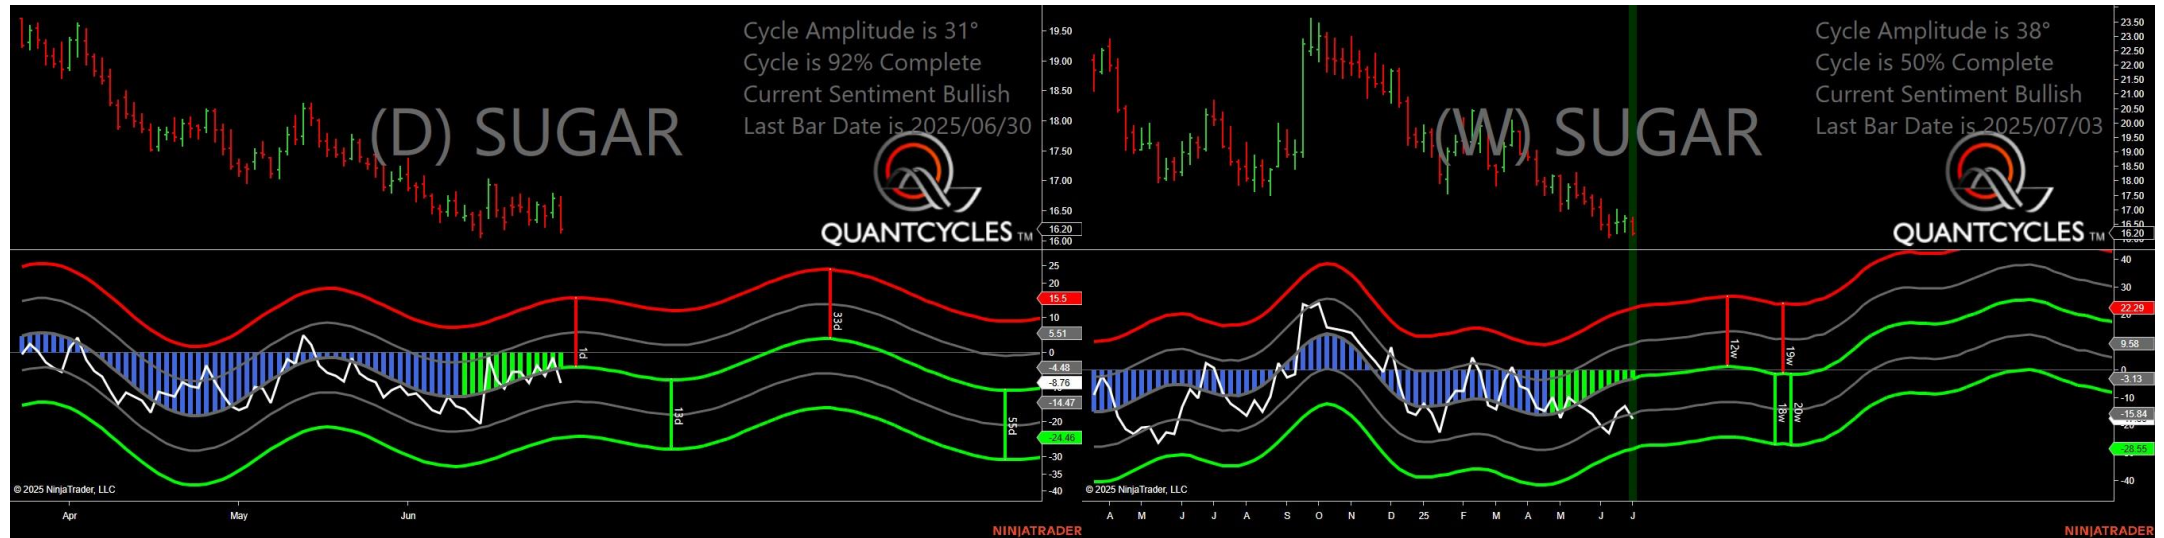 Cycle Amplitude is 31°
Cycle is 92% Complete
Current Sentiment Bullish
Last Bar Date is 2025/06/30
(D) SUGAR
QUANTCYCLES TM
19.50
19.00
18.50
18.00
17.50
17.00
16.50
16.20
16.00
25
20
15.5
10
5.51
0
-4.48
-8.76
-14.47
-20
-24.46
-30
-35
-40
1d
13d
33d
55d
© 2025 NinjaTrader, LLC
Apr May Jun
NINJATRADER
Cycle Amplitude is 38°
Cycle is 50% Complete
Current Sentiment Bullish
Last Bar Date is 2025/07/03
(W) SUGAR
QUANTCYCLES TM
23.50
23.00
22.50
22.00
21.50
21.00
20.50
20.00
19.50
19.00
18.50
18.00
17.50
17.00
16.50
16.20
40
30
22.29
20
9.58
0
-3.13
-10
-15.84
-28.55
-40
12w
19w
18w
20w
© 2025 NinjaTrader, LLC
A M J J A S O N D 25 F M A M J J
NINJATRADER